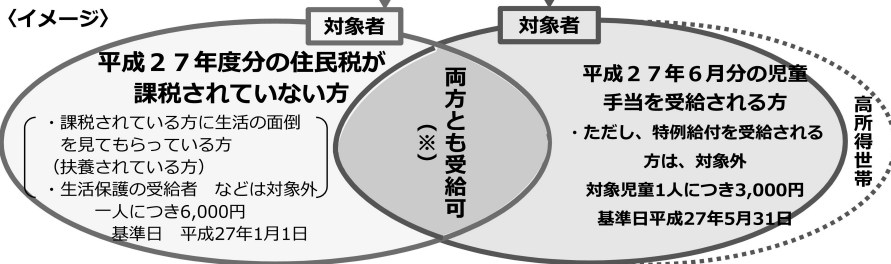 〈イメージ〉
対象者
平成２７年度分の住民税が
課税されていない方
・課税されている方に生活の面倒
を見てもらっている方
（扶養されている方）
・生活保護の受給者　などは対象外
一人につき6,000円
基準日　平成27年1月1日
両方とも受給可
（※）
対象者
平成２７年６月分の児童
手当を受給される方
・ただし、特例給付を受給される
方は、対象外
対象児童1人につき3,000円
基準日平成27年5月31日
高所得世帯